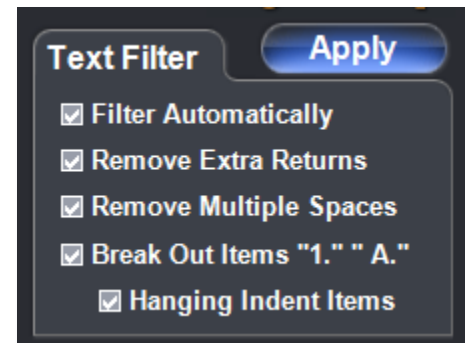 Text Filter
Apply
Filter Automatically
Remove Extra Returns
Remove Multiple Spaces
Break Out Items "1." " A."
Hanging Indent Items